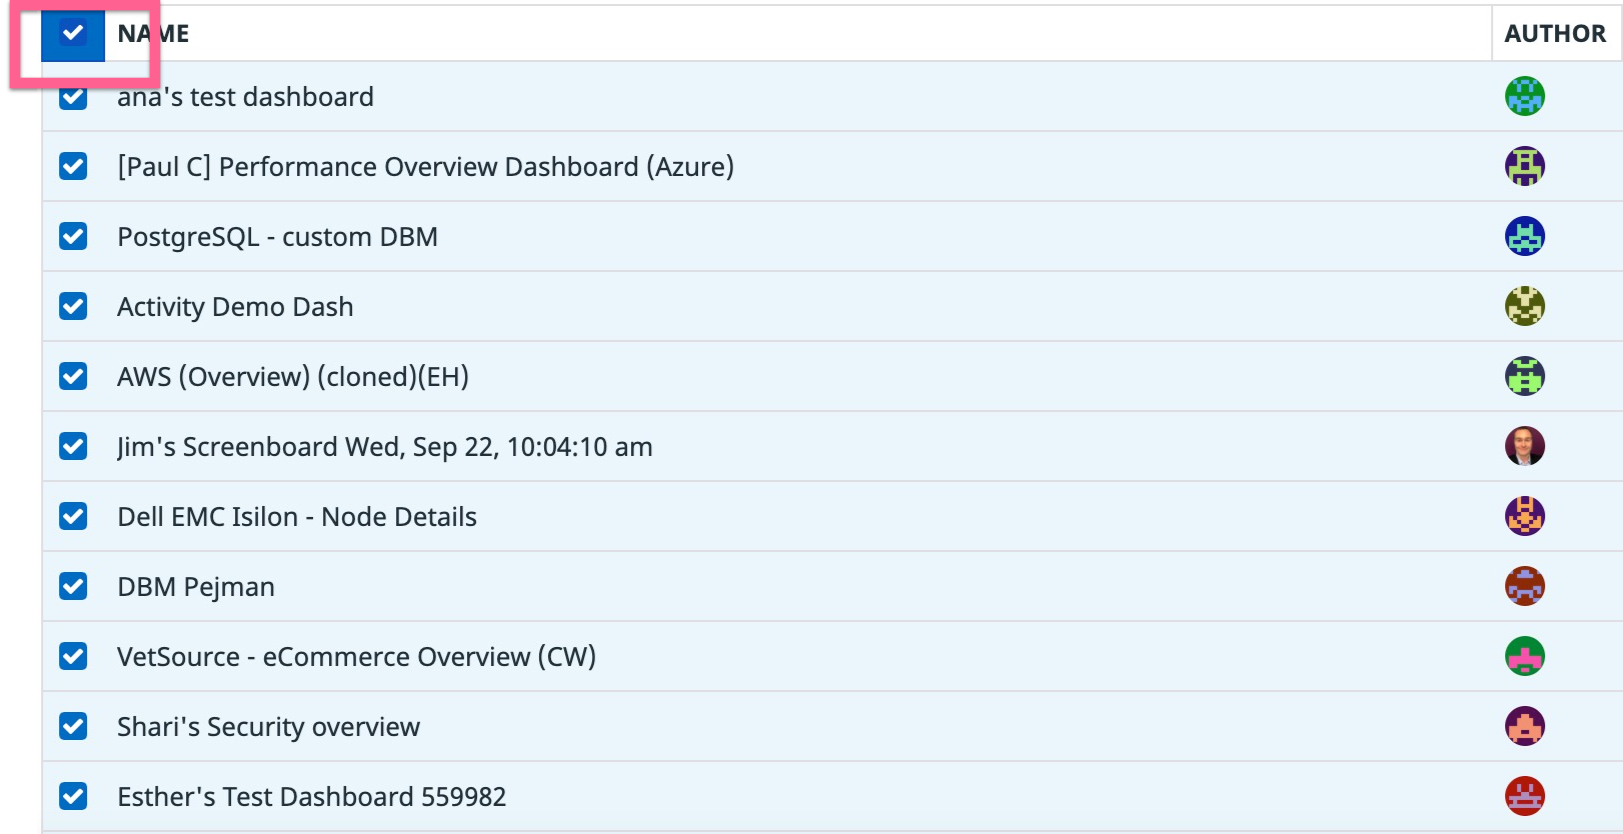 NAME AUTHOR
ana's test dashboard
[Paul C] Performance Overview Dashboard (Azure)
PostgreSQL - custom DBM
Activity Demo Dash
AWS (Overview) (cloned)(EH)
Jim's Screenboard Wed, Sep 22, 10:04:10 am
Dell EMC Isilon - Node Details
DBM Pejman
VetSource - eCommerce Overview (CW)
Shari's Security overview
Esther's Test Dashboard 559982